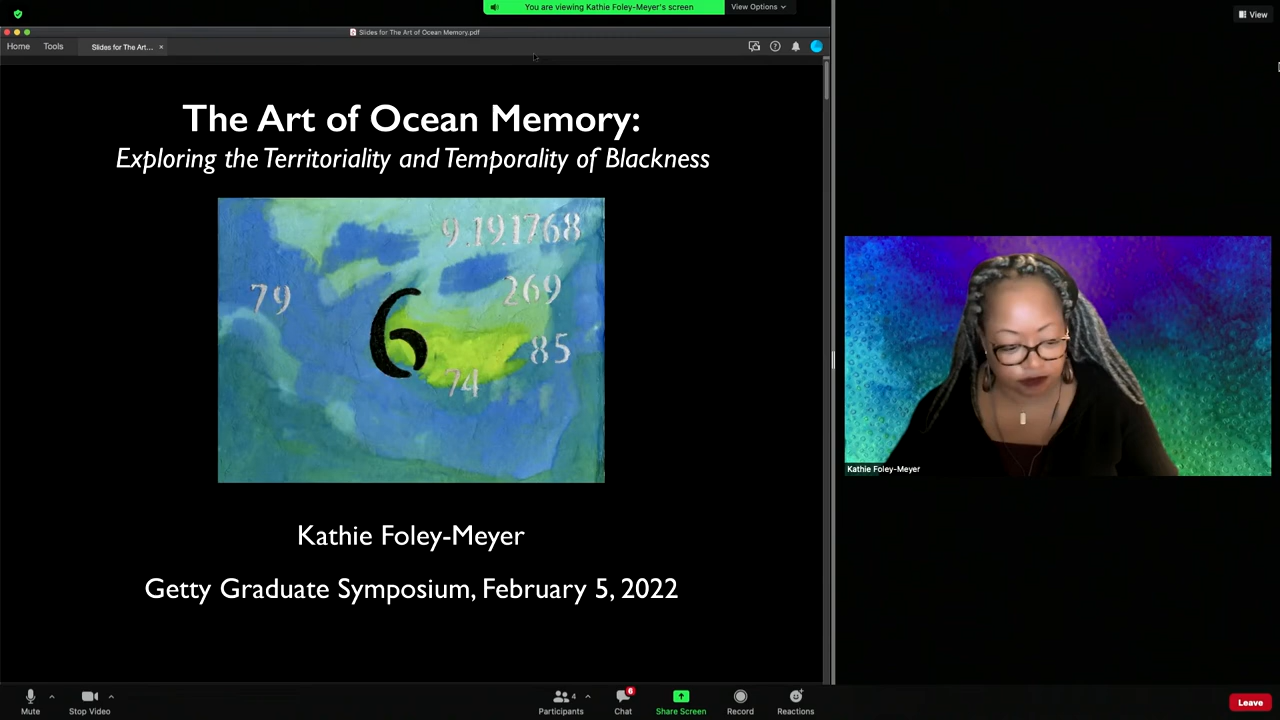 You are viewing Kathie Foley-Meyer's screen
View Options
View
Slides for The Art of Ocean Memory.pdf
Home
Tools
Slides for The Art...
The Art of Ocean Memory:
Exploring the Territoriality and Temporality of Blackness
9.19.1768
79
269
6
85
74
Kathie Foley-Meyer
Kathie Foley-Meyer
Getty Graduate Symposium, February 5, 2022
Mute
Stop Video
4
Participants
6
Chat
Share Screen
Record
Reactions
Leave